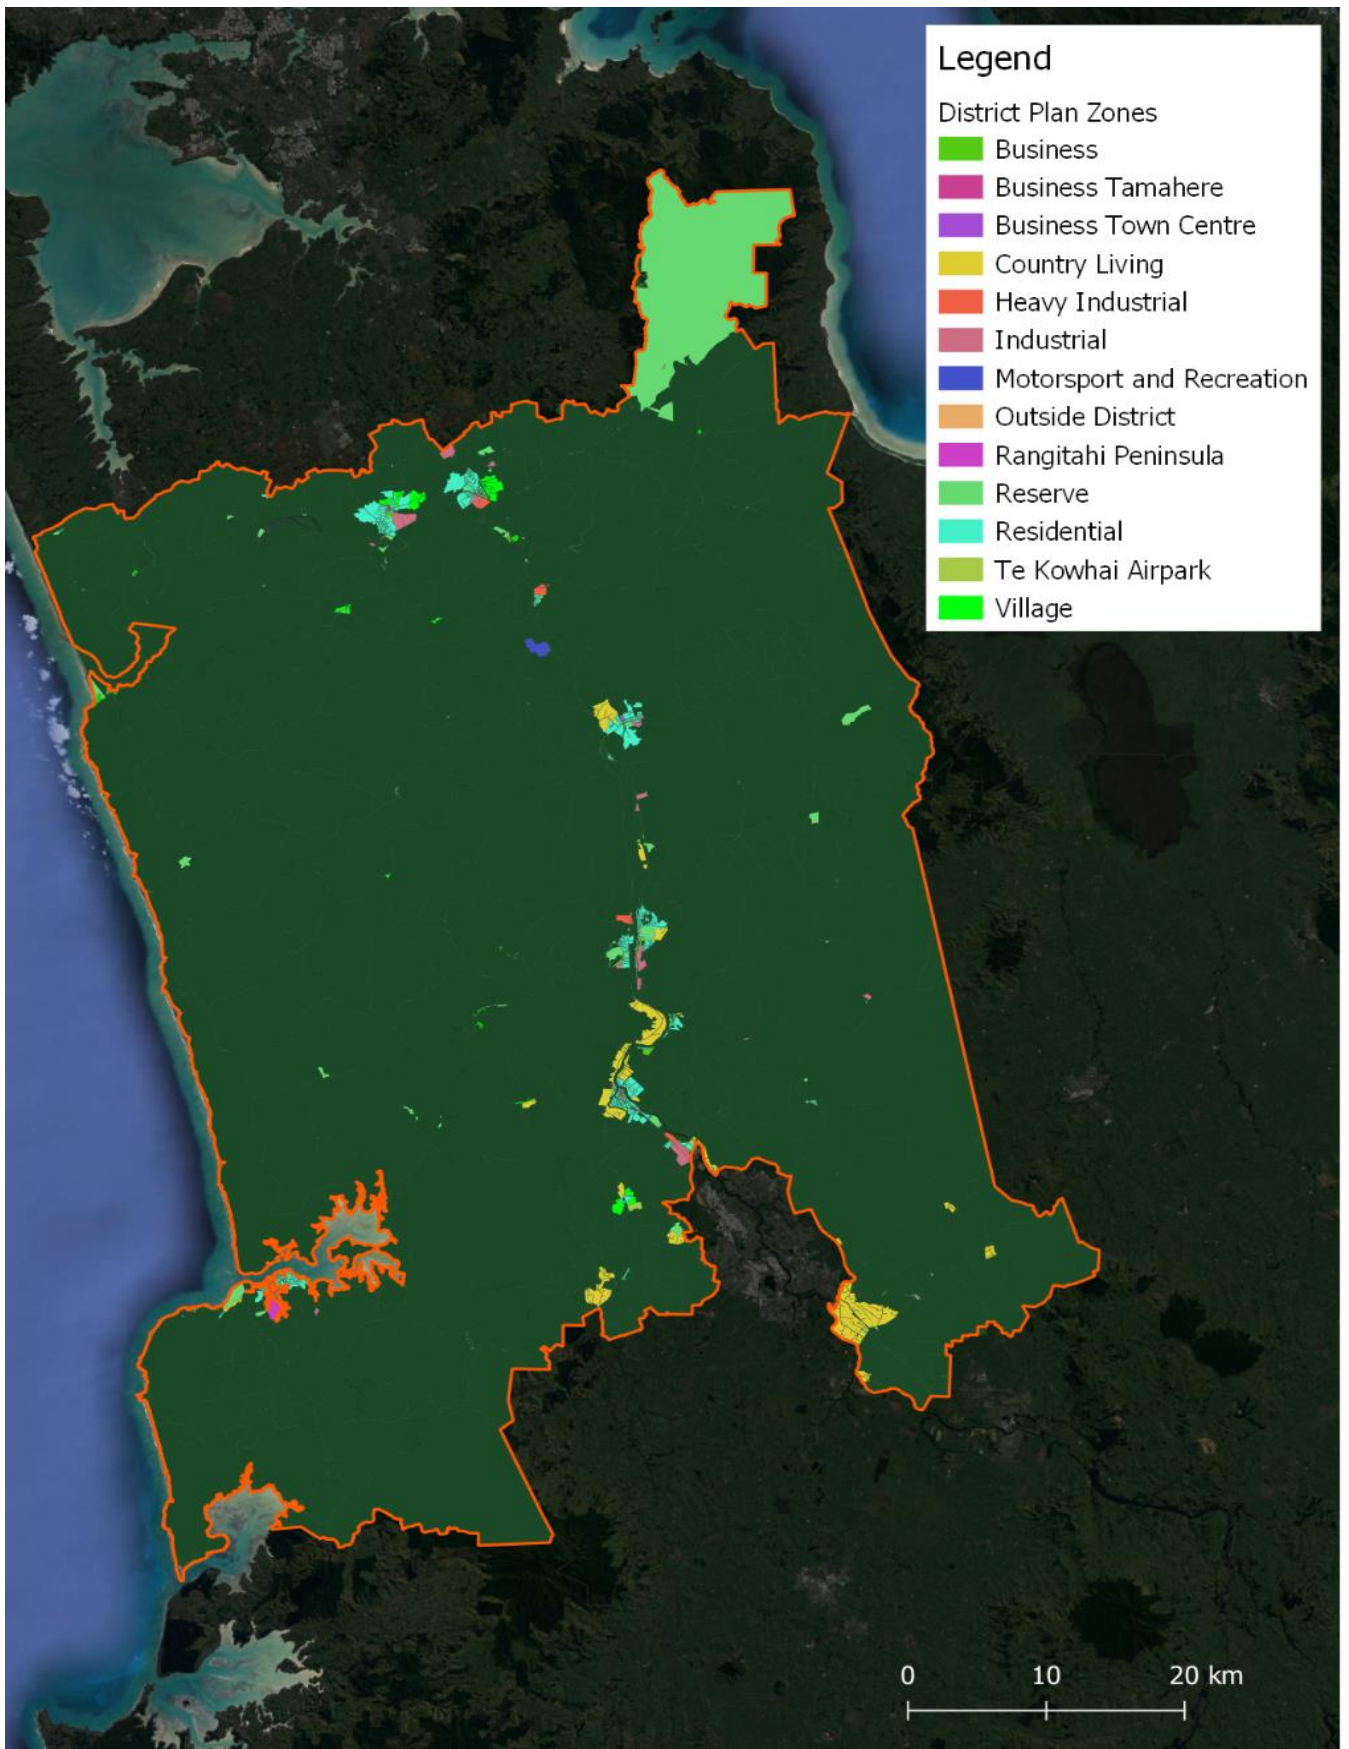 Legend
District Plan Zones
Business
Business Tamahere
Business Town Centre
Country Living
Heavy Industrial
Industrial
Motorsport and Recreation
Outside District
Rangitahi Peninsula
Reserve
Residential
Te Kowhai Airpark
Village
0 10 20 km